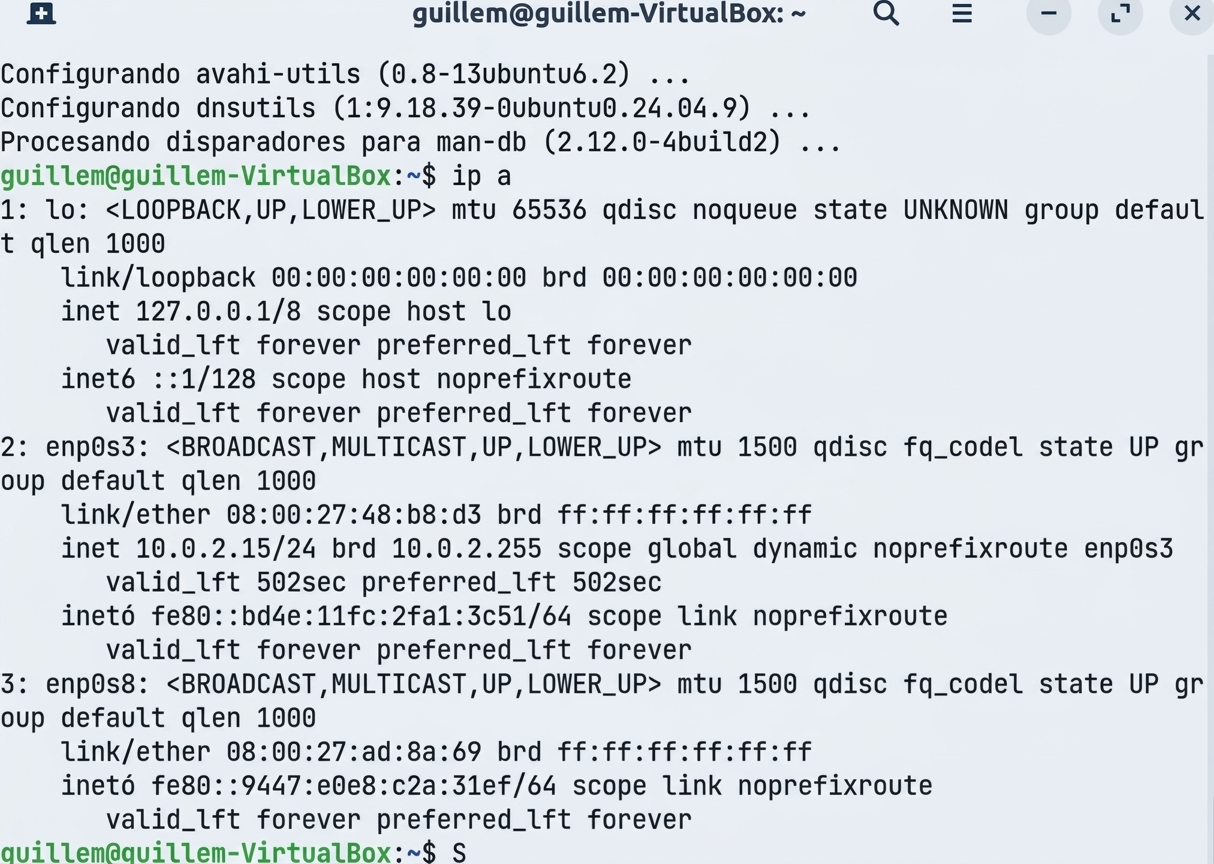 guillem@guillem-VirtualBox: ~
Configurando avahi-utils (0.8-13ubuntu6.2) ...
Configurando dnsutils (1:9.18.39-0ubuntu0.24.04.9) ...
Procesando disparadores para man-db (2.12.0-4build2) ...
guillem@guillem-VirtualBox:~$ ip a
1: lo: <LOOPBACK,UP,LOWER_UP> mtu 65536 qdisc noqueue state UNKNOWN group defaul
t qlen 1000
    link/loopback 00:00:00:00:00:00 brd 00:00:00:00:00:00
    inet 127.0.0.1/8 scope host lo
       valid_lft forever preferred_lft forever
    inet6 ::1/128 scope host noprefixroute
       valid_lft forever preferred_lft forever
2: enp0s3: <BROADCAST,MULTICAST,UP,LOWER_UP> mtu 1500 qdisc fq_codel state UP gr
oup default qlen 1000
    link/ether 08:00:27:48:b8:d3 brd ff:ff:ff:ff:ff:ff
    inet 10.0.2.15/24 brd 10.0.2.255 scope global dynamic noprefixroute enp0s3
       valid_lft 502sec preferred_lft 502sec
    inetó fe80::bd4e:11fc:2fa1:3c51/64 scope link noprefixroute
       valid_lft forever preferred_lft forever
3: enp0s8: <BROADCAST,MULTICAST,UP,LOWER_UP> mtu 1500 qdisc fq_codel state UP gr
oup default qlen 1000
    link/ether 08:00:27:ad:8a:69 brd ff:ff:ff:ff:ff:ff
    inetó fe80::9447:e0e8:c2a:31ef/64 scope link noprefixroute
       valid_lft forever preferred_lft forever
guillem@guillem-VirtualBox:~$ S